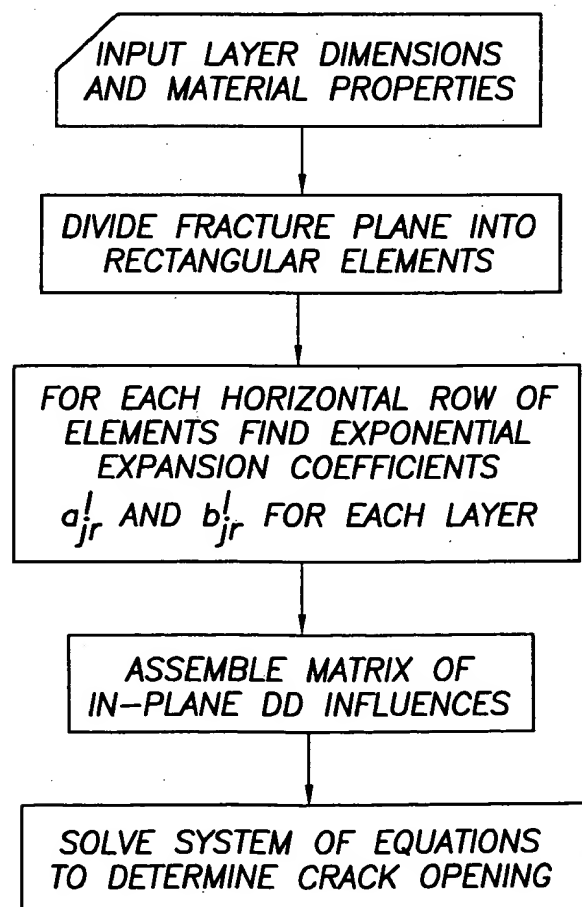 INPUT LAYER DIMENSIONS
AND MATERIAL PROPERTIES
DIVIDE FRACTURE PLANE INTO
RECTANGULAR ELEMENTS
FOR EACH HORIZONTAL ROW OF
ELEMENTS FIND EXPONENTIAL
EXPANSION COEFFICIENTS
a!jr AND b!jr FOR EACH LAYER
ASSEMBLE MATRIX OF
IN-PLANE DD INFLUENCES
SOLVE SYSTEM OF EQUATIONS
TO DETERMINE CRACK OPENING